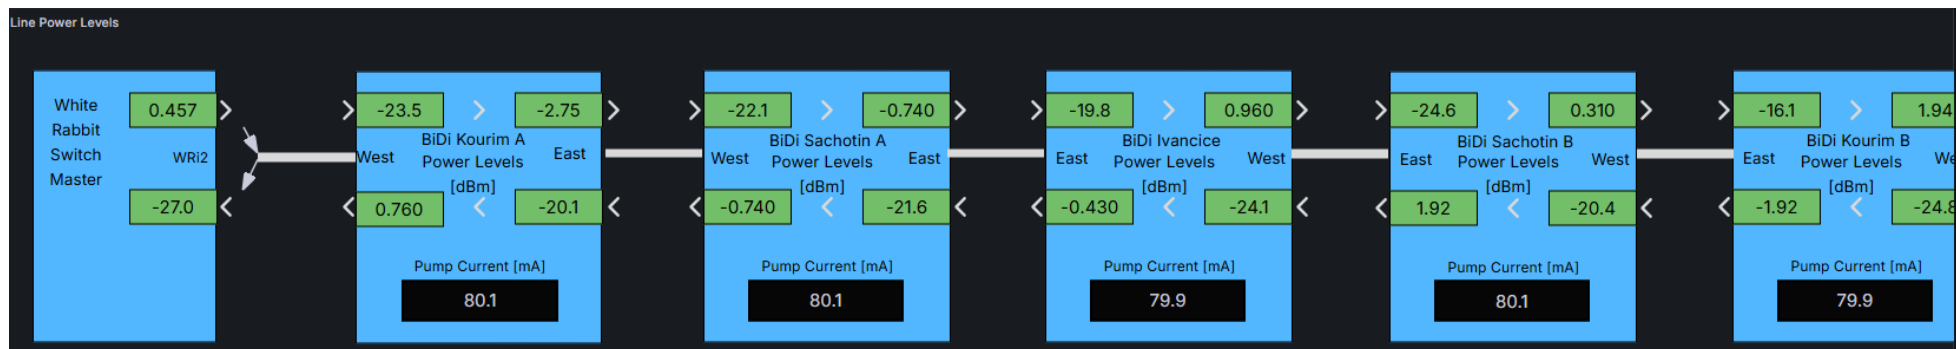 Line Power Levels
White
Rabbit
Switch
Master
0.457
WRi2
-27.0
-23.5
-2.75
BiDi Kourim A
West
Power Levels
East
[dBm]
0.760
-20.1
Pump Current [mA]
80.1
-22.1
-0.740
BiDi Sachotin A
West
Power Levels
East
[dBm]
-0.740
-21.6
Pump Current [mA]
80.1
-19.8
0.960
BiDi Ivancice
East
Power Levels
West
[dBm]
-0.430
-24.1
Pump Current [mA]
79.9
-24.6
0.310
BiDi Sachotin B
East
Power Levels
West
[dBm]
1.92
-20.4
Pump Current [mA]
80.1
-16.1
1.94
BiDi Kourim B
East
Power Levels
We
[dBm]
-1.92
-24.8
Pump Current [mA]
79.9